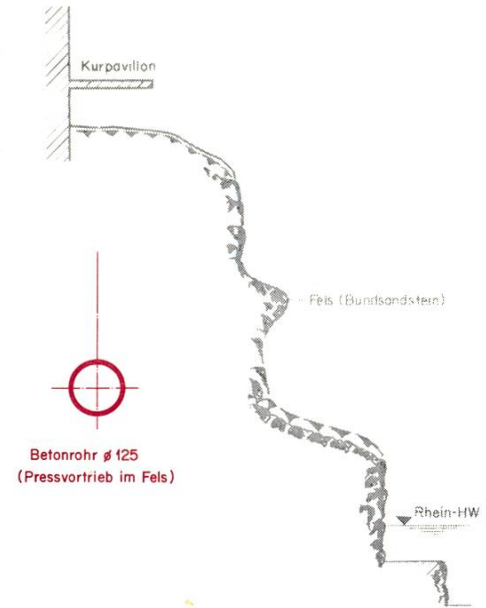 Kurpavillon
Fels (Buntsandstein)
Betonrohr ø 125
(Pressvortrieb im Fels)
Rhein-HW